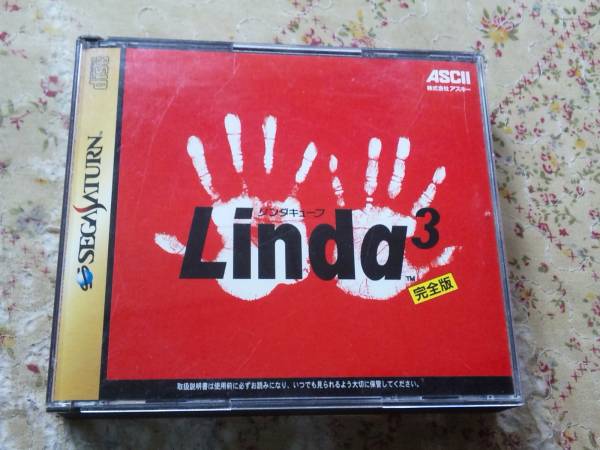 SEGA SATURN
ASCII
株式会社アスキー
リンダキューブ
Linda³™
完全版
取扱説明書は使用前に必ずお読みになり、いつでも見られるよう大切に保管してください。